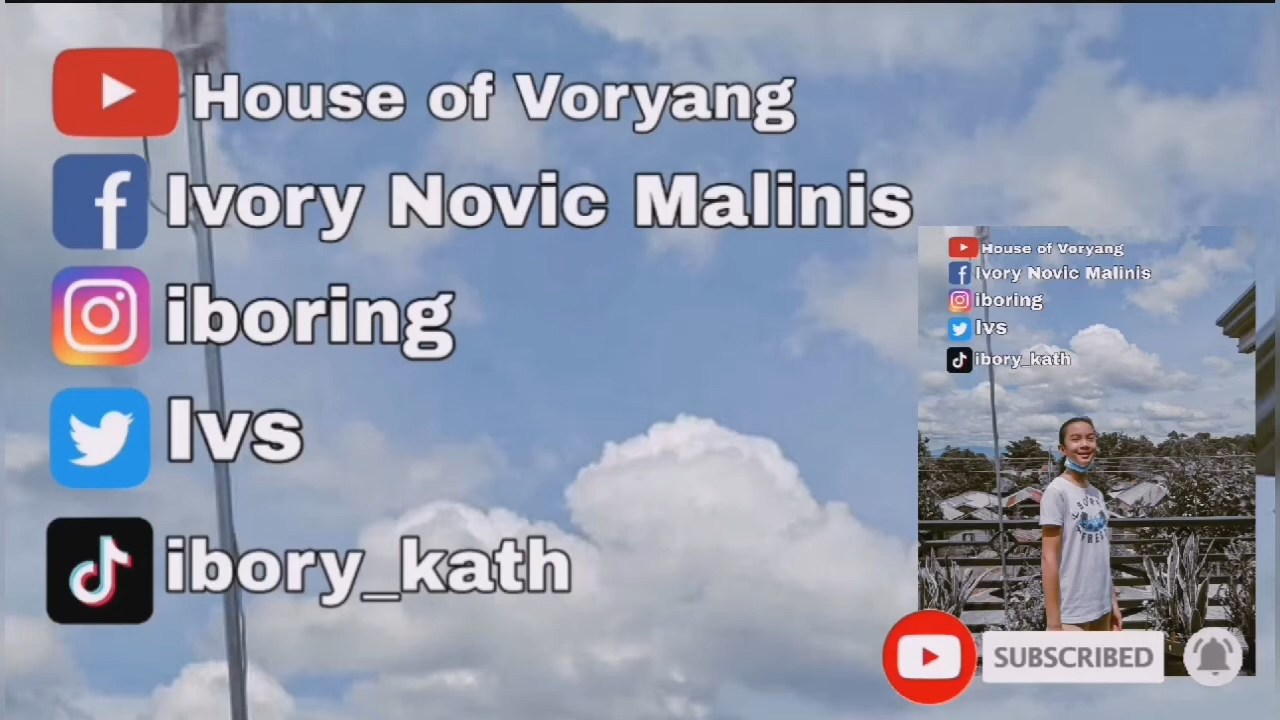 House of Voryang
Ivory Novic Malinis
iboring
Ivs
ibory_kath
House of Voryang
Ivory Novic Malinis
iboring
Ivs
ibory_kath
SUBSCRIBED